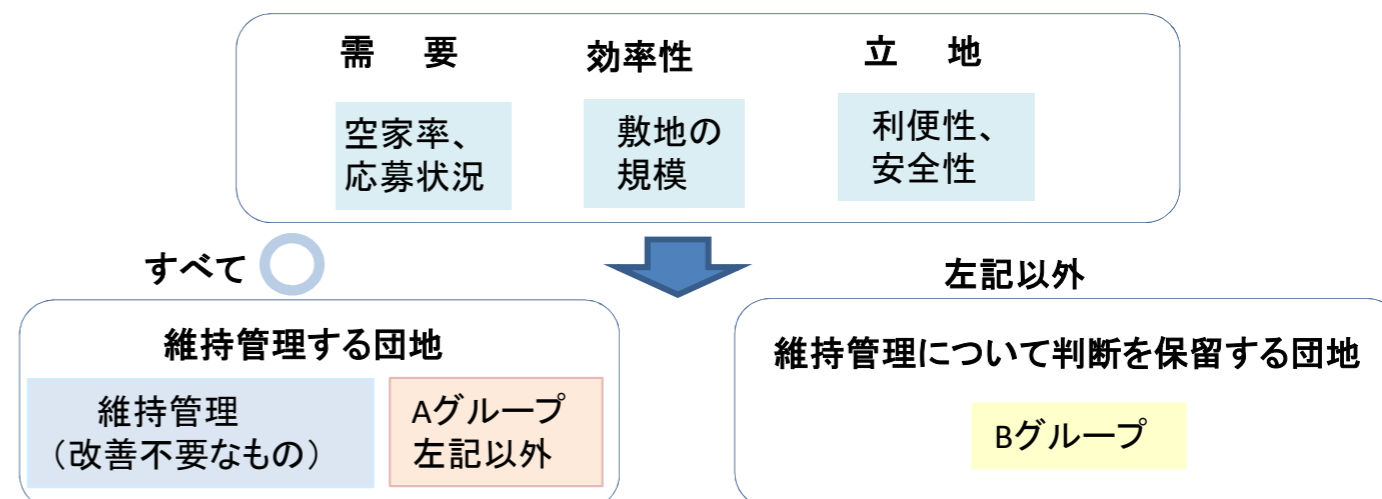 需　要
効率性
立　地
空家率、
応募状況
敷地の
規模
利便性、
安全性
すべて
左記以外
維持管理する団地
維持管理について判断を保留する団地
維持管理
（改善不要なもの）
Aグループ
左記以外
Bグループ